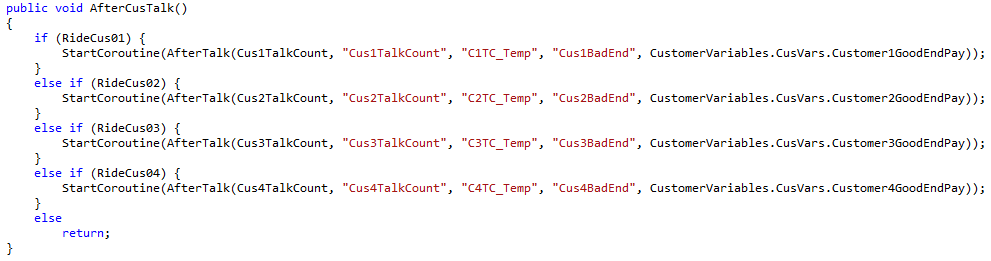 public void AfterCusTalk()
{
    if (RideCus01) {
        StartCoroutine(AfterTalk(Cus1TalkCount, "Cus1TalkCount", "C1TC_Temp", "Cus1BadEnd", CustomerVariables.CusVars.Customer1GoodEndPay));
    }
    else if (RideCus02) {
        StartCoroutine(AfterTalk(Cus2TalkCount, "Cus2TalkCount", "C2TC_Temp", "Cus2BadEnd", CustomerVariables.CusVars.Customer2GoodEndPay));
    }
    else if (RideCus03) {
        StartCoroutine(AfterTalk(Cus3TalkCount, "Cus3TalkCount", "C3TC_Temp", "Cus3BadEnd", CustomerVariables.CusVars.Customer3GoodEndPay));
    }
    else if (RideCus04) {
        StartCoroutine(AfterTalk(Cus4TalkCount, "Cus4TalkCount", "C4TC_Temp", "Cus4BadEnd", CustomerVariables.CusVars.Customer4GoodEndPay));
    }
    else
        return;
}